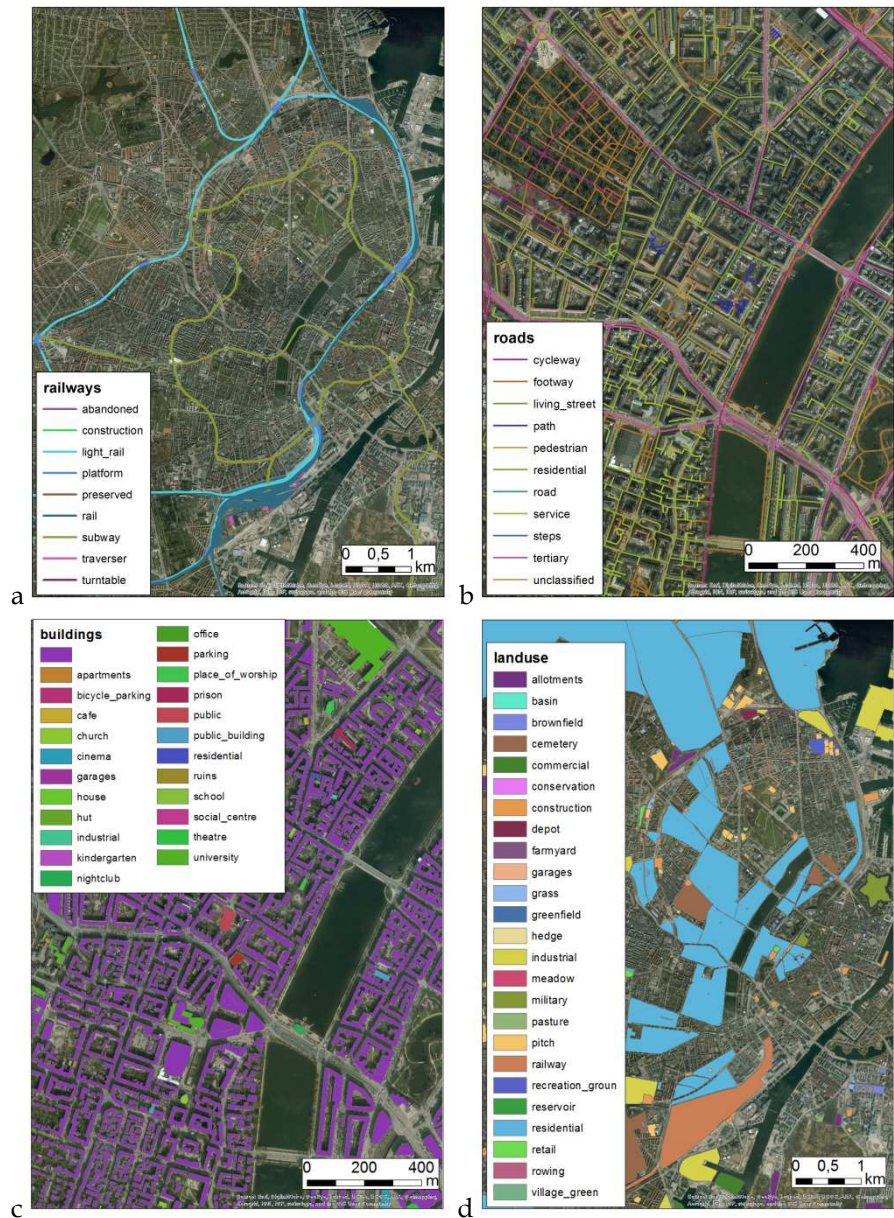 railways
abandoned
construction
light_rail
platform
preserved
rail
subway
traverser
turntable
0 0,5 1
km
a
roads
cycleway
footway
living_street
path
pedestrian
residential
road
service
steps
tertiary
unclassified
0 200 400
m
b
buildings
apartments
bicycle_parking
cafe
church
cinema
garages
house
hut
industrial
kindergarten
nightclub
office
parking
place_of_worship
prison
public
public_building
residential
ruins
school
social_centre
theatre
university
0 200 400
m
c
landuse
allotments
basin
brownfield
cemetery
commercial
conservation
construction
depot
farmyard
garages
grass
greenfield
hedge
industrial
meadow
military
pasture
pitch
railway
recreation_groun
reservoir
residential
retail
rowing
village_green
0 0,5 1
km
d